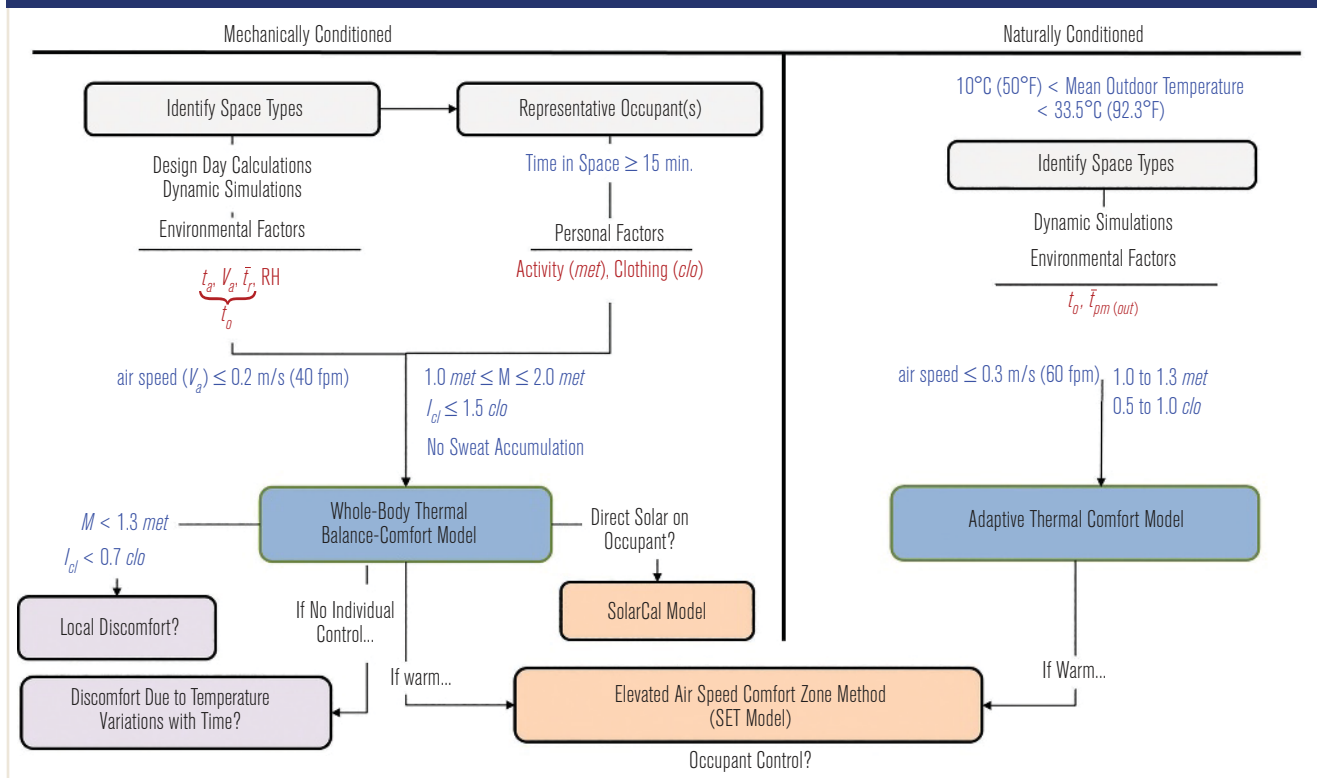 Mechanically Conditioned
Naturally Conditioned
Identify Space Types
Representative Occupant(s)
Design Day Calculations
Dynamic Simulations
Environmental Factors
t_a, V_a, t̄_r, RH
t_o
Time in Space ≥ 15 min.
Personal Factors
Activity (met), Clothing (clo)
air speed (V_a) ≤ 0.2 m/s (40 fpm)
1.0 met ≤ M ≤ 2.0 met
I_cl ≤ 1.5 clo
No Sweat Accumulation
Whole-Body Thermal
Balance-Comfort Model
M < 1.3 met
I_cl < 0.7 clo
Local Discomfort?
If No Individual
Control...
Discomfort Due to Temperature
Variations with Time?
If warm...
Direct Solar on
Occupant?
SolarCal Model
10°C (50°F) < Mean Outdoor Temperature
< 33.5°C (92.3°F)
Identify Space Types
Dynamic Simulations
Environmental Factors
t_o, t̄_pm (out)
air speed ≤ 0.3 m/s (60 fpm)
1.0 to 1.3 met
0.5 to 1.0 clo
Adaptive Thermal Comfort Model
If Warm...
Elevated Air Speed Comfort Zone Method
(SET Model)
Occupant Control?